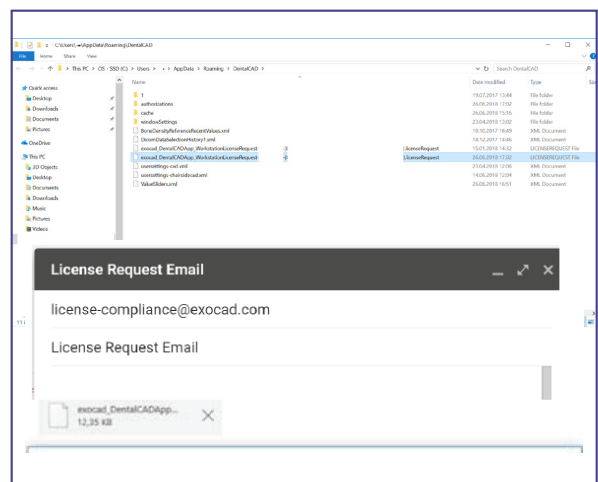 C:\Users\ \AppData\Roaming\DentalCAD
File Home Share View
This PC > OS - SSD (C:) > Users > > AppData > Roaming > DentalCAD >
Search DentalCAD
Name Date modified Type
Quick access
Desktop
Downloads
Documents
Pictures
OneDrive
This PC
3D Objects
Desktop
Documents
Downloads
Music
Pictures
Videos
1 19.07.2017 13:44 File folder
authorizations 26.06.2018 17:02 File folder
cache 26.06.2018 15:16 File folder
windowSettings 23.04.2018 12:02 File folder
BoneDensityReferenceRecentValues.xml 10.10.2017 16:49 XML Document
DicomDataSelectionHistory1.xml 18.12.2017 14:46 XML Document
exocad_DentalCADApp_WorkstationLicenseRequest .LicenseRequest 15.01.2018 14:32 LICENSEREQUEST File
exocad_DentalCADApp_WorkstationLicenseRequest .LicenseRequest 26.06.2018 17:02 LICENSEREQUEST File
usersettings-cad.xml 23.04.2018 12:06 XML Document
usersettings-chairsidecad.xml 14.06.2018 12:04 XML Document
ValueSliders.xml 26.06.2018 16:51 XML Document
License Request Email
license-compliance@exocad.com
License Request Email
exocad_DentalCADApp...
12,35 KB